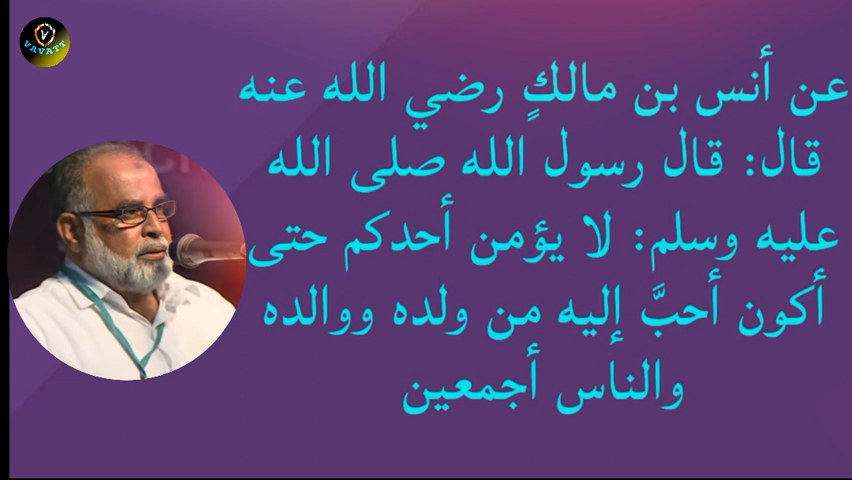 VAVATT
عن أنس بن مالكٍ رضي الله عنه
قال: قال رسول الله صلى الله
عليه وسلم: لا يؤمن أحدكم حتى
أكون أحبَّ إليه من ولده ووالده
والناس أجمعين